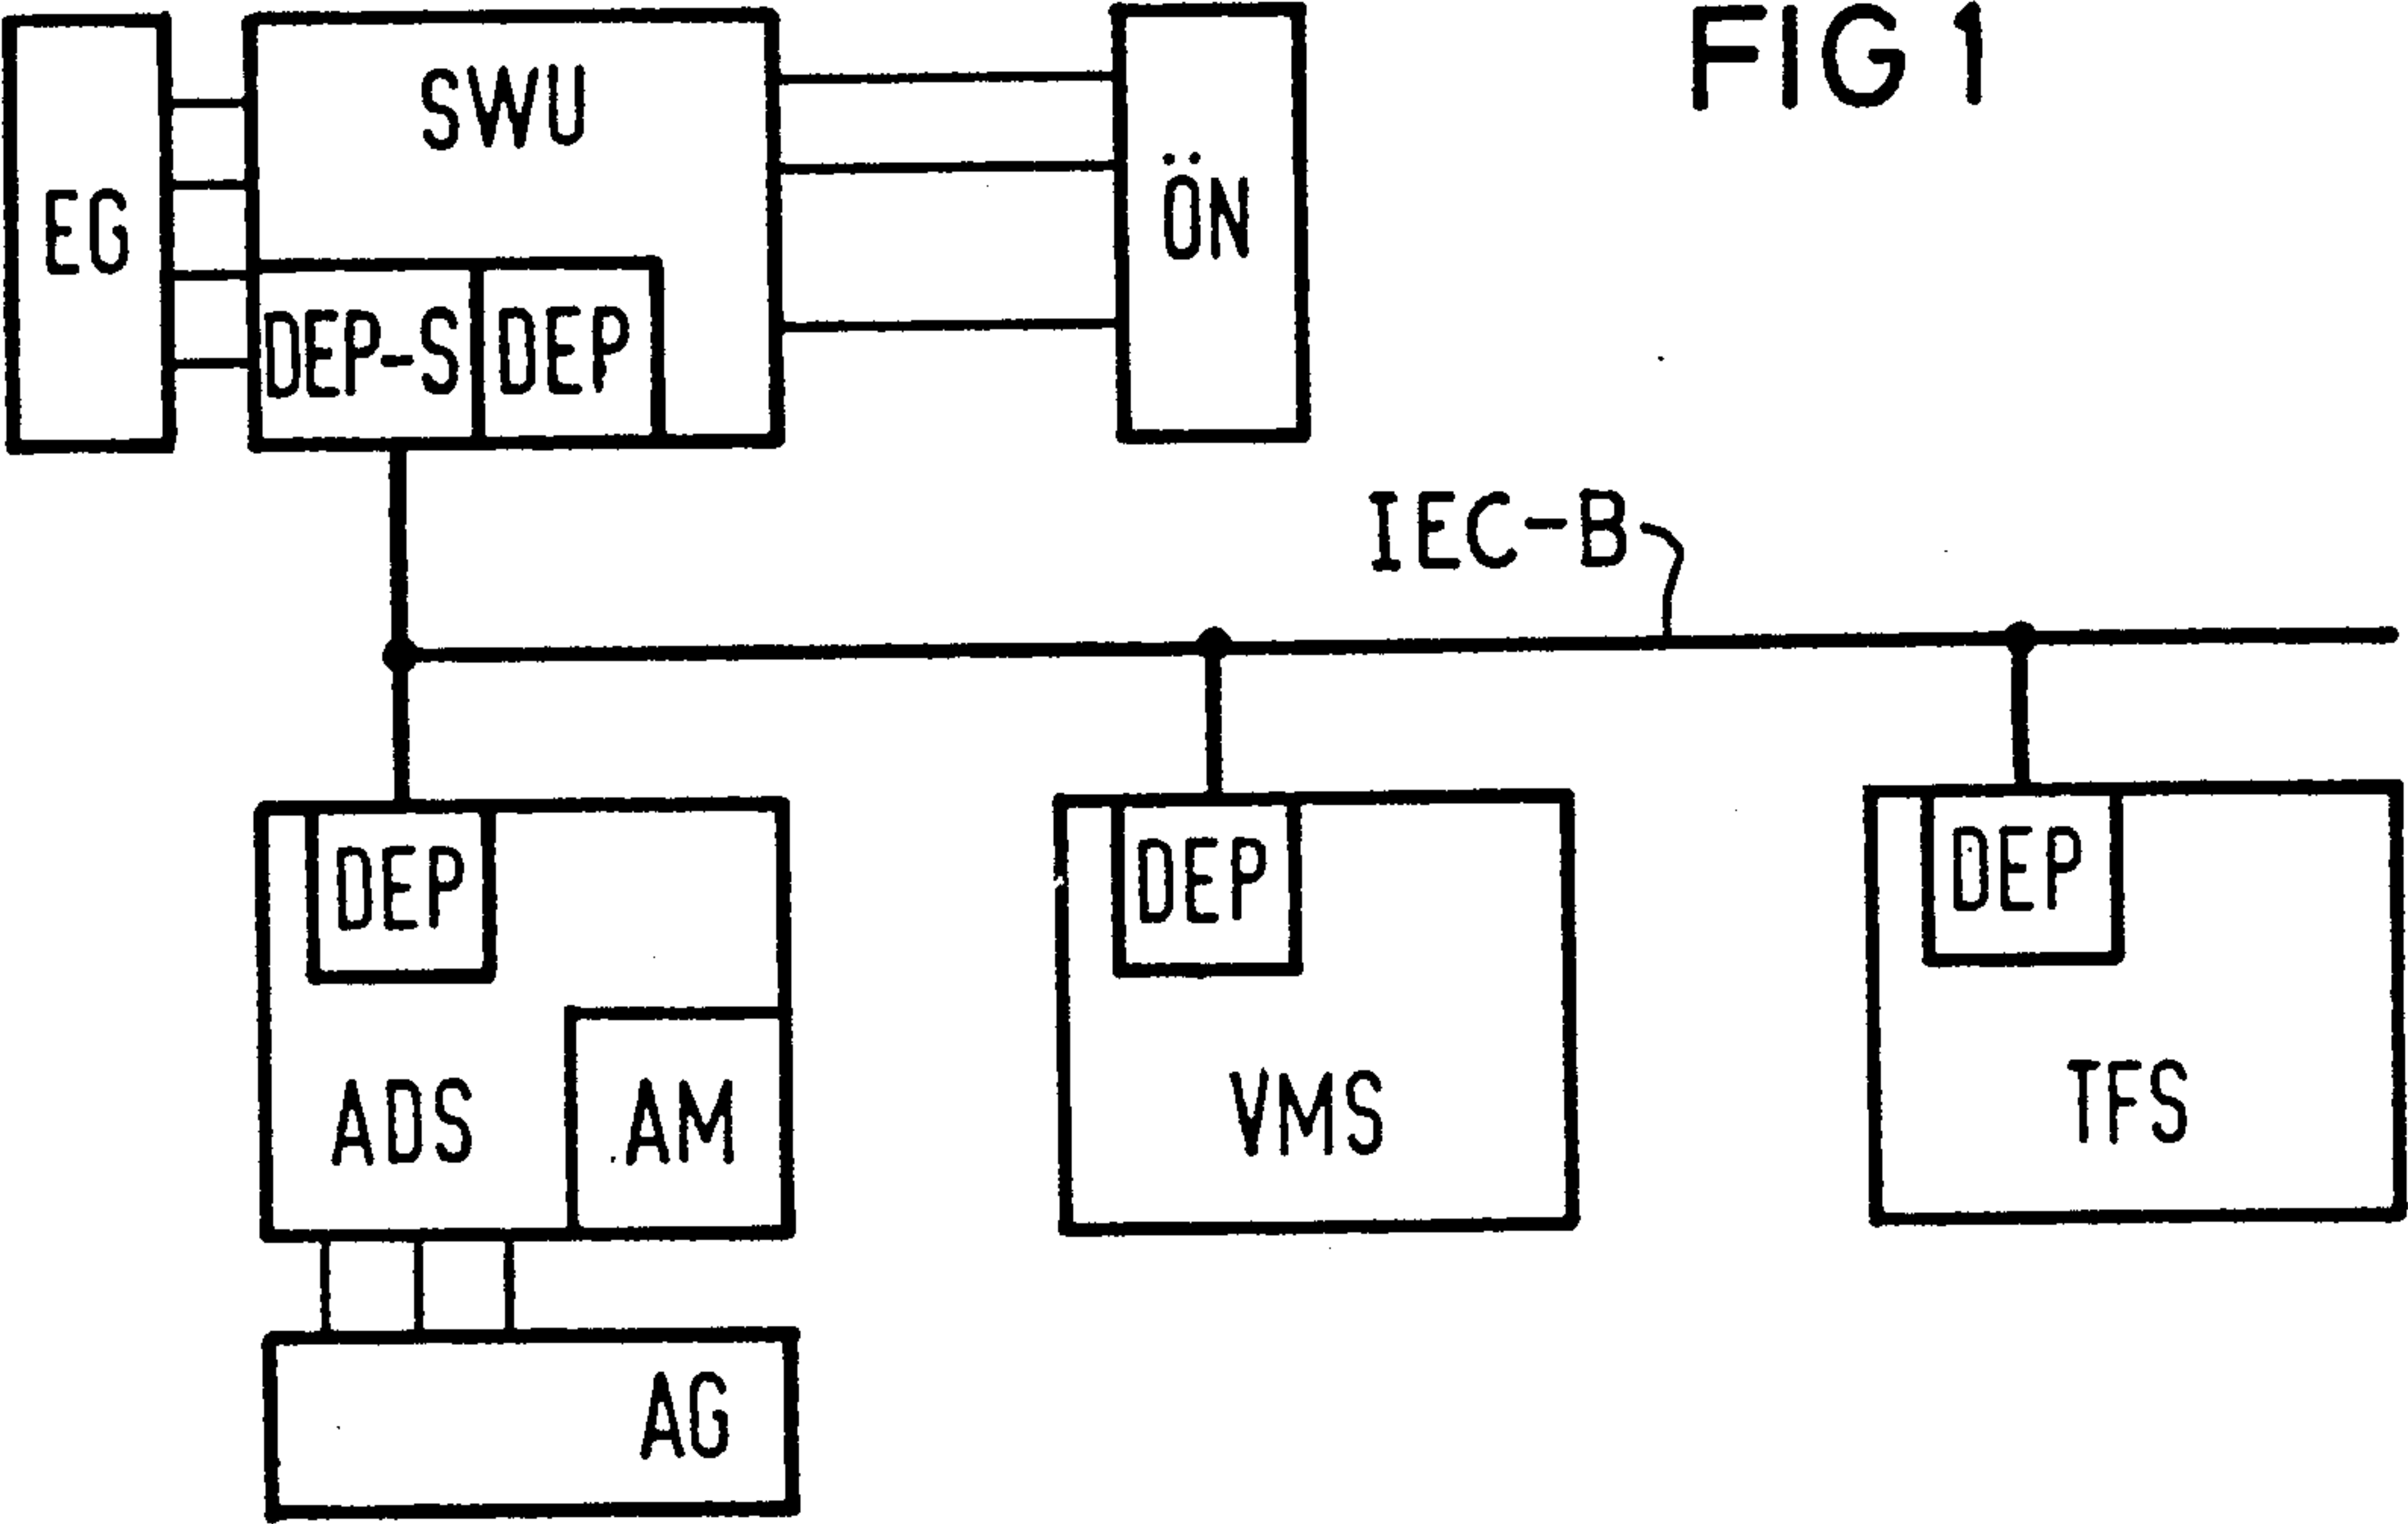 FIG 1
SWU
EG
ÖN
DEP-S
DEP
IEC-B
DEP
DEP
DEP
ADS
AM
VMS
TFS
AG